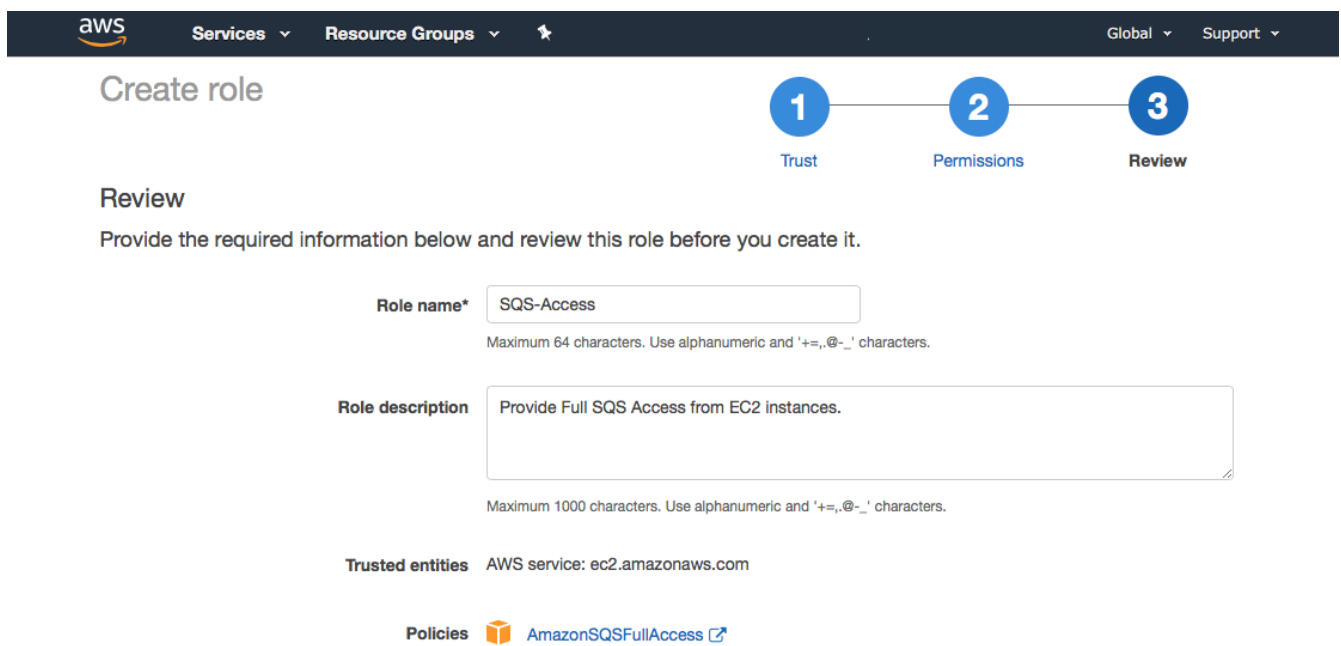 aws Services Resource Groups Global Support
Create role
1 2 3
Trust Permissions Review
Review
Provide the required information below and review this role before you create it.
Role name* SQS-Access
Maximum 64 characters. Use alphanumeric and '+=,.@-_' characters.
Role description Provide Full SQS Access from EC2 instances.
Maximum 1000 characters. Use alphanumeric and '+=,.@-_' characters.
Trusted entities AWS service: ec2.amazonaws.com
Policies AmazonSQSFullAccess